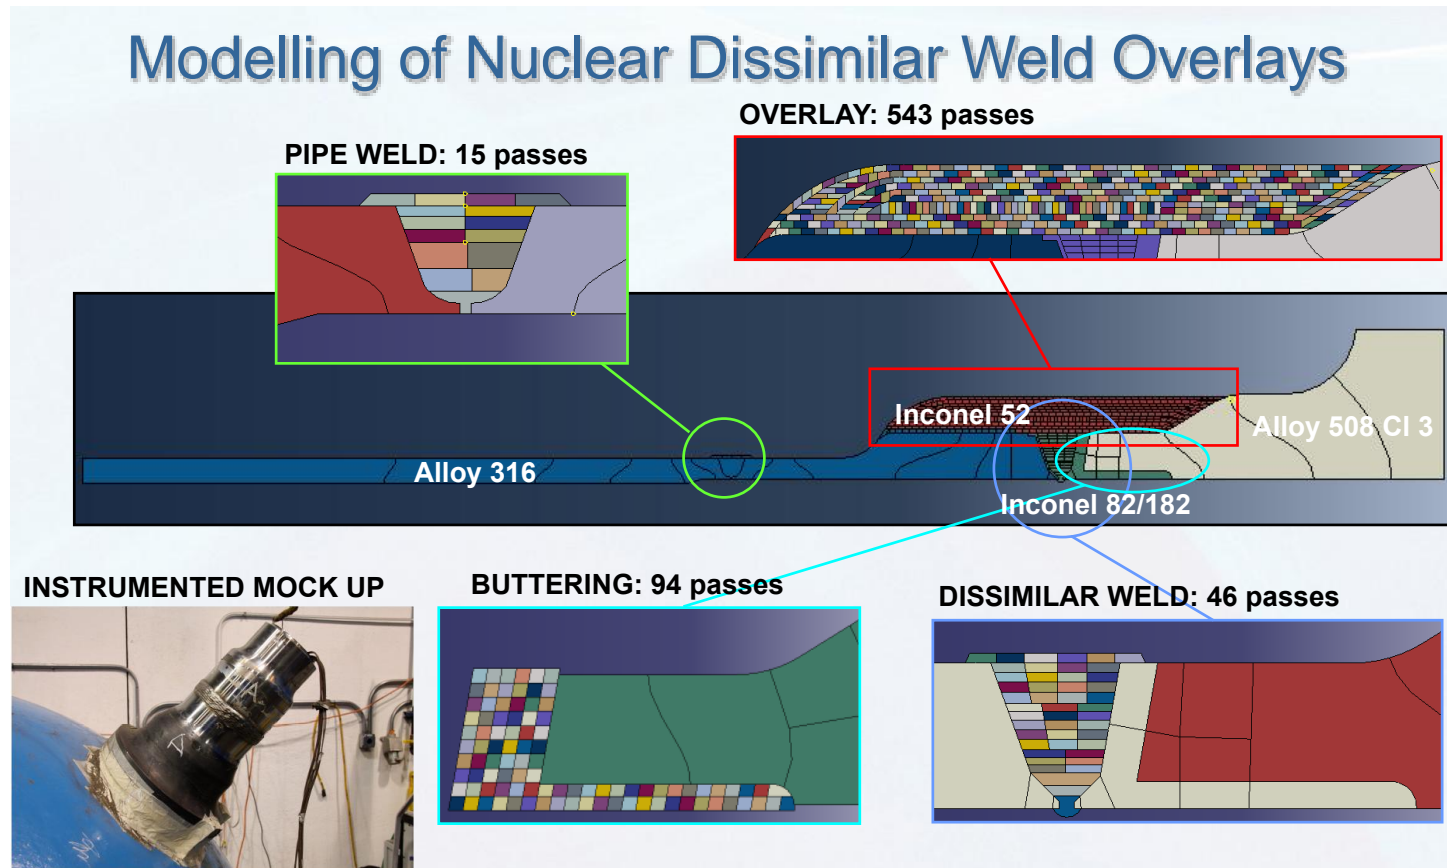 Modelling of Nuclear Dissimilar Weld Overlays
OVERLAY: 543 passes
PIPE WELD: 15 passes
Inconel 52
Alloy 508 Cl 3
Alloy 316
Inconel 82/182
INSTRUMENTED MOCK UP
BUTTERING: 94 passes
DISSIMILAR WELD: 46 passes